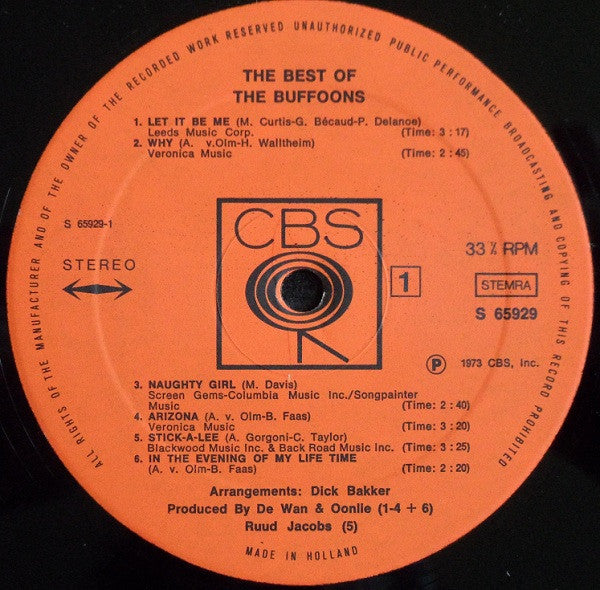 ALL RIGHTS OF THE MANUFACTURER AND OF THE OWNER OF THE RECORDED WORK RESERVED UNAUTHORIZED PUBLIC PERFORMANCE BROADCASTING AND COPYING OF THIS RECORD PROHIBITED
THE BEST OF
THE BUFFOONS
1. LET IT BE ME (M. Curtis-G. Bécaud-P. Delanoe)
Leeds Music Corp. (Time: 3 : 17)
2. WHY (A. v.Olm-H. Walltheim)
Veronica Music (Time: 2 : 45)
S 65929-1
CBS
STEREO
1
33⅓ RPM
STEMRA
S 65929
P 1973 CBS, Inc.
3. NAUGHTY GIRL (M. Davis)
Screen Gems-Columbia Music Inc./Songpainter
Music (Time: 2 : 40)
4. ARIZONA (A. v. Olm-B. Faas)
Veronica Music (Time: 3 : 20)
5. STICK-A-LEE (A. Gorgoni-C. Taylor)
Blackwood Music Inc. & Back Road Music Inc. (Time: 3 : 25)
6. IN THE EVENING OF MY LIFE TIME
(A. v. Olm-B. Faas) (Time: 2 : 20)
Arrangements: Dick Bakker
Produced By De Wan & Oonlie (1-4 + 6)
Ruud Jacobs (5)
MADE IN HOLLAND